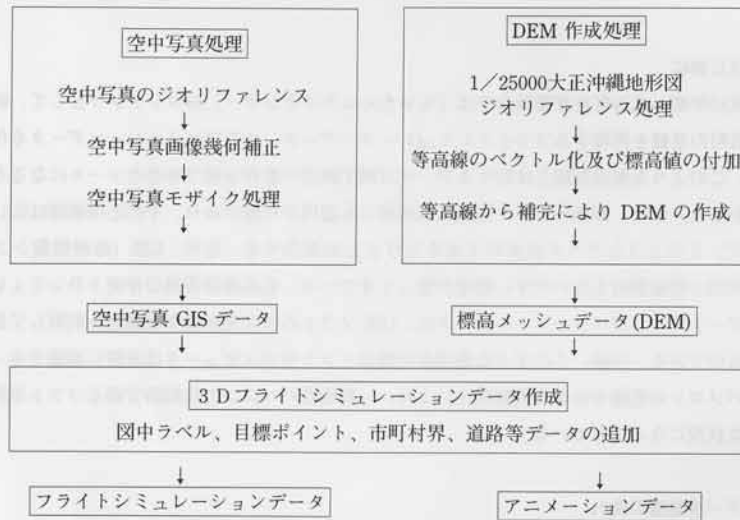 空中写真処理
空中写真のジオリファレンス
↓
空中写真画像幾何補正
↓
空中写真モザイク処理
↓
空中写真 GIS データ
↓
DEM 作成処理
1／25000大正沖縄地形図
ジオリファレンス処理
↓
等高線のベクトル化及び標高値の付加
↓
等高線から補完により DEM の作成
↓
標高メッシュデータ(DEM)
↓
３Ｄフライトシミュレーションデータ作成
図中ラベル、目標ポイント、市町村界、道路等データの追加
↓
フライトシミュレーションデータ
↓
アニメーションデータ